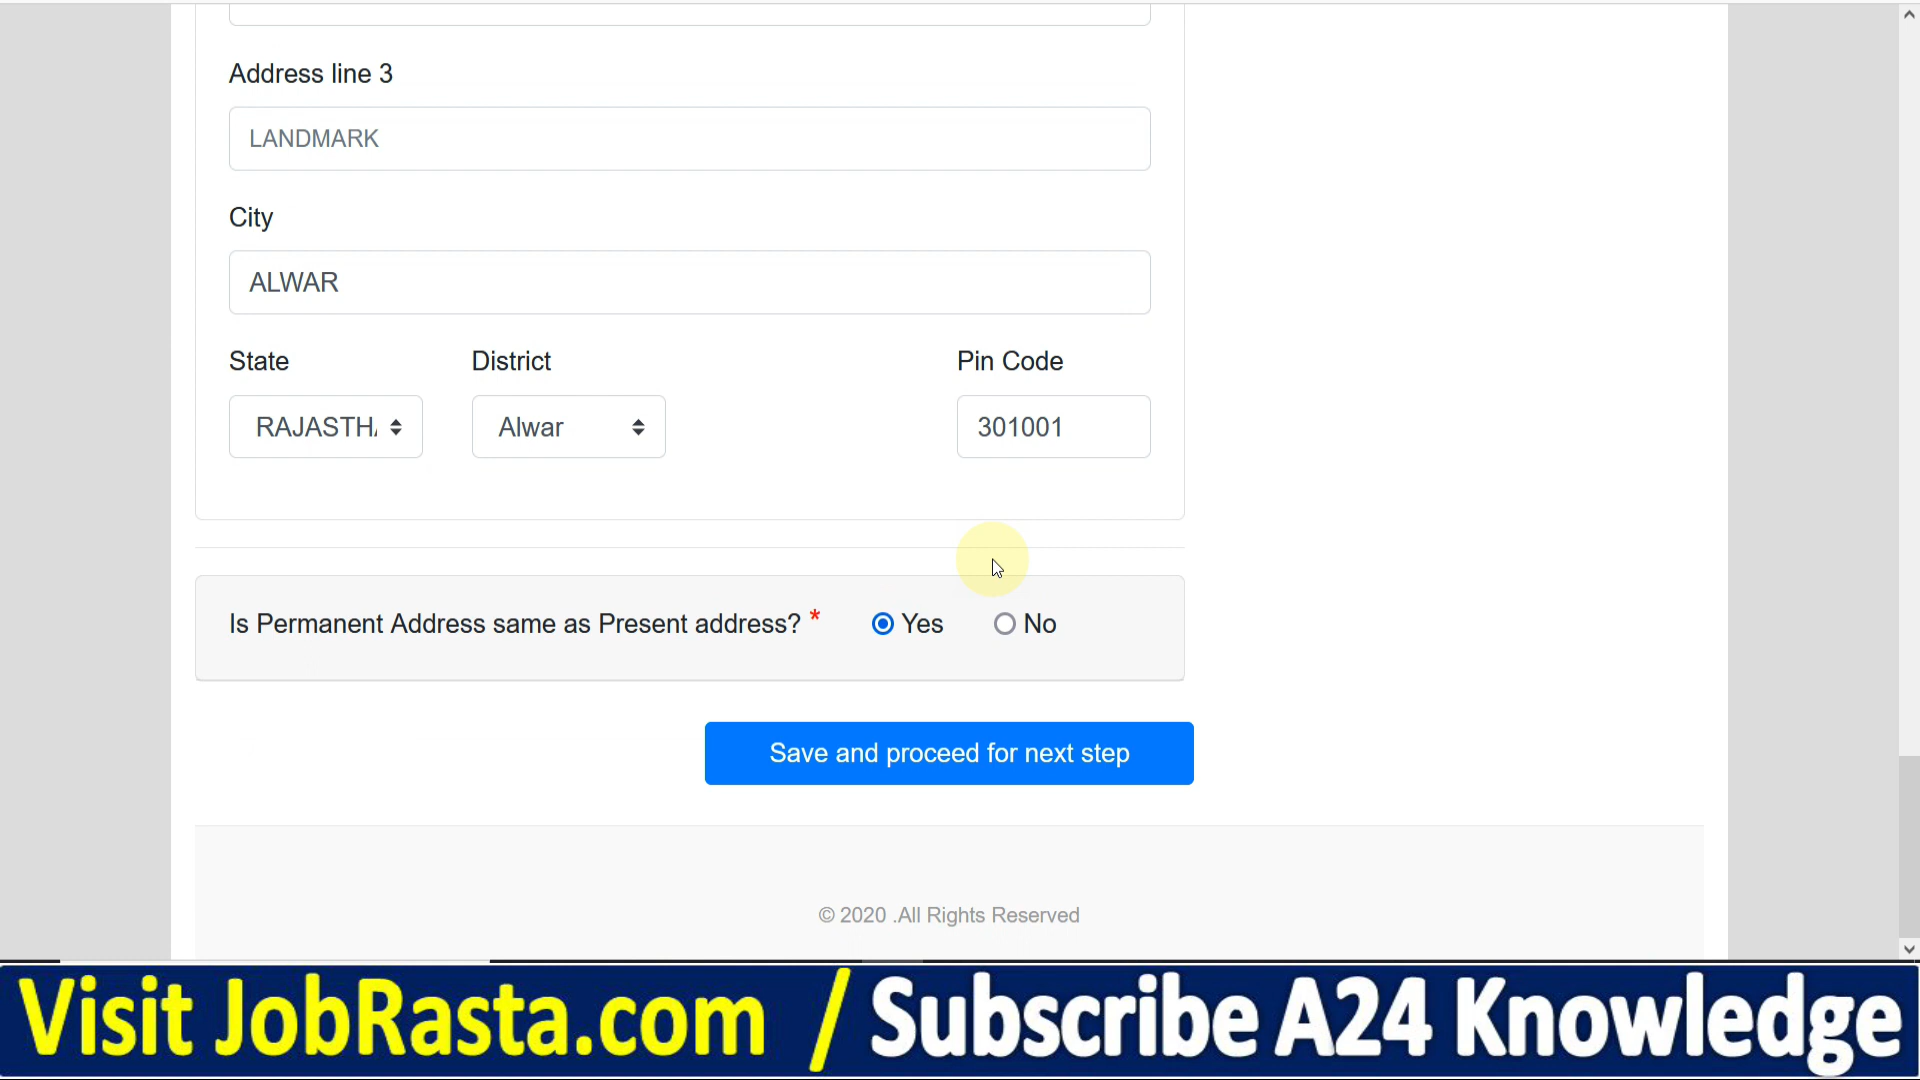 Address line 3
LANDMARK
City
ALWAR
State District Pin Code
RAJASTHA Alwar 301001
Is Permanent Address same as Present address? * Yes No
Save and proceed for next step
© 2020 .All Rights Reserved
Visit JobRasta.com / Subscribe A24 Knowledge